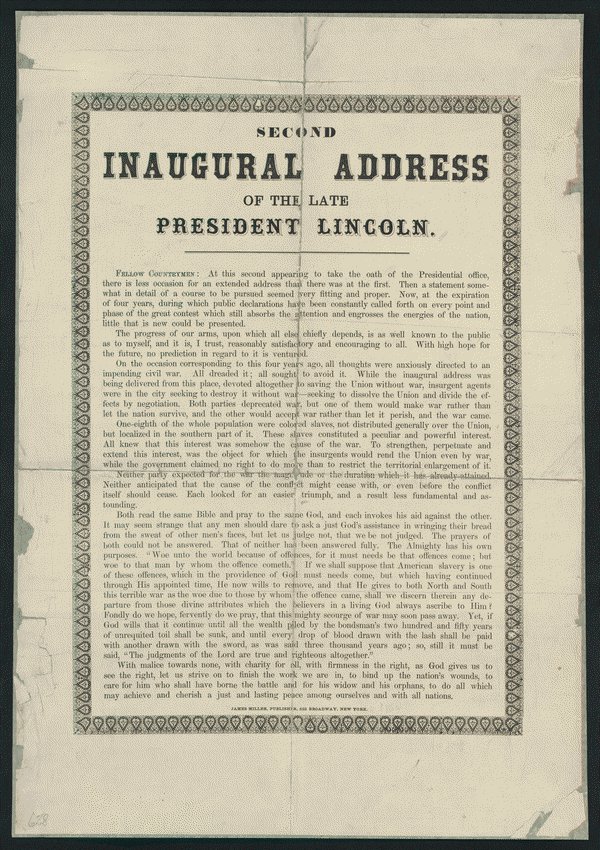 SECOND
INAUGURAL ADDRESS
OF THE LATE
PRESIDENT LINCOLN.
FELLOW COUNTRYMEN: At this second appearing to take the oath of the Presidential office,
there is less occasion for an extended address than there was at the first. Then a statement some-
what in detail of a course to be pursued seemed very fitting and proper. Now, at the expiration
of four years, during which public declarations have been constantly called forth on every point and
phase of the great contest which still absorbs the attention and engrosses the energies of the nation,
little that is new could be presented.
The progress of our arms, upon which all else chiefly depends, is as well known to the public
as to myself, and it is, I trust, reasonably satisfactory and encouraging to all. With high hope for
the future, no prediction in regard to it is ventured.
On the occasion corresponding to this four years ago, all thoughts were anxiously directed to an
impending civil war. All dreaded it; all sought to avoid it. While the inaugural address was
being delivered from this place, devoted altogether to saving the Union without war, insurgent agents
were in the city seeking to destroy it without war—seeking to dissolve the Union and divide the ef-
fects by negotiation. Both parties deprecated war, but one of them would make war rather than
let the nation survive, and the other would accept war rather than let it perish, and the war came.
One-eighth of the whole population were colored slaves, not distributed generally over the Union,
but localized in the southern part of it. These slaves constituted a peculiar and powerful interest.
All knew that this interest was somehow the cause of the war. To strengthen, perpetuate and
extend this interest, was the object for which the insurgents would rend the Union even by war,
while the government claimed no right to do more than to restrict the territorial enlargement of it.
Neither party expected for the war the magnitude or the duration which it has already attained.
Neither anticipated that the cause of the conflict might cease with, or even before the conflict
itself should cease. Each looked for an easier triumph, and a result less fundamental and as-
tounding.
Both read the same Bible and pray to the same God, and each invokes his aid against the other.
It may seem strange that any men should dare to ask a just God's assistance in wringing their bread
from the sweat of other men's faces, but let us judge not, that we be not judged. The prayers of
both could not be answered. That of neither has been answered fully. The Almighty has his own
purposes. "Woe unto the world because of offences, for it must needs be that offences come; but
woe to that man by whom the offence cometh." If we shall suppose that American slavery is one
of these offences, which in the providence of God must needs come, but which having continued
through His appointed time, He now wills to remove, and that He gives to both North and South
this terrible war as the woe due to those by whom the offence came, shall we discern therein any de-
parture from those divine attributes which the believers in a living God always ascribe to Him?
Fondly do we hope, fervently do we pray, that this mighty scourge of war may soon pass away. Yet, if
God wills that it continue until all the wealth piled by the bondsman's two hundred and fifty years
of unrequited toil shall be sunk, and until every drop of blood drawn with the lash shall be paid
with another drawn with the sword, as was said three thousand years ago; so, still it must be
said, "The judgments of the Lord are true and righteous altogether."
With malice towards none, with charity for all, with firmness in the right, as God gives us to
see the right, let us strive on to finish the work we are in, to bind up the nation's wounds, to
care for him who shall have borne the battle and for his widow and his orphans, to do all which
may achieve and cherish a just and lasting peace among ourselves and with all nations.
JAMES MILLER, PUBLISHER, 522 BROADWAY, NEW YORK.
628